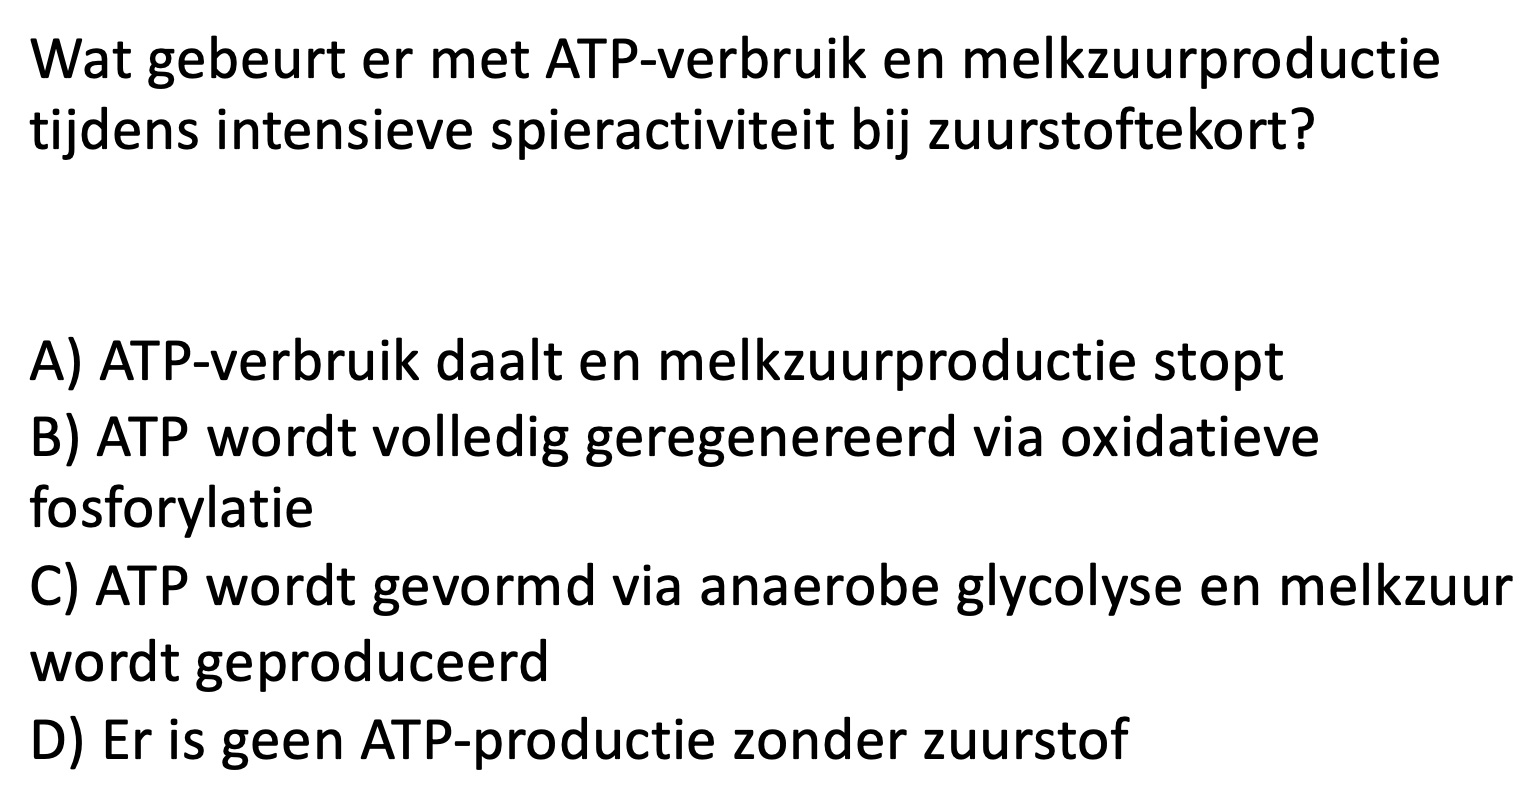 Wat gebeurt er met ATP-verbruik en melkzuurproductie
tijdens intensieve spieractiviteit bij zuurstoftekort?
A) ATP-verbruik daalt en melkzuurproductie stopt
B) ATP wordt volledig geregenereerd via oxidatieve
fosforylatie
C) ATP wordt gevormd via anaerobe glycolyse en melkzuur
wordt geproduceerd
D) Er is geen ATP-productie zonder zuurstof